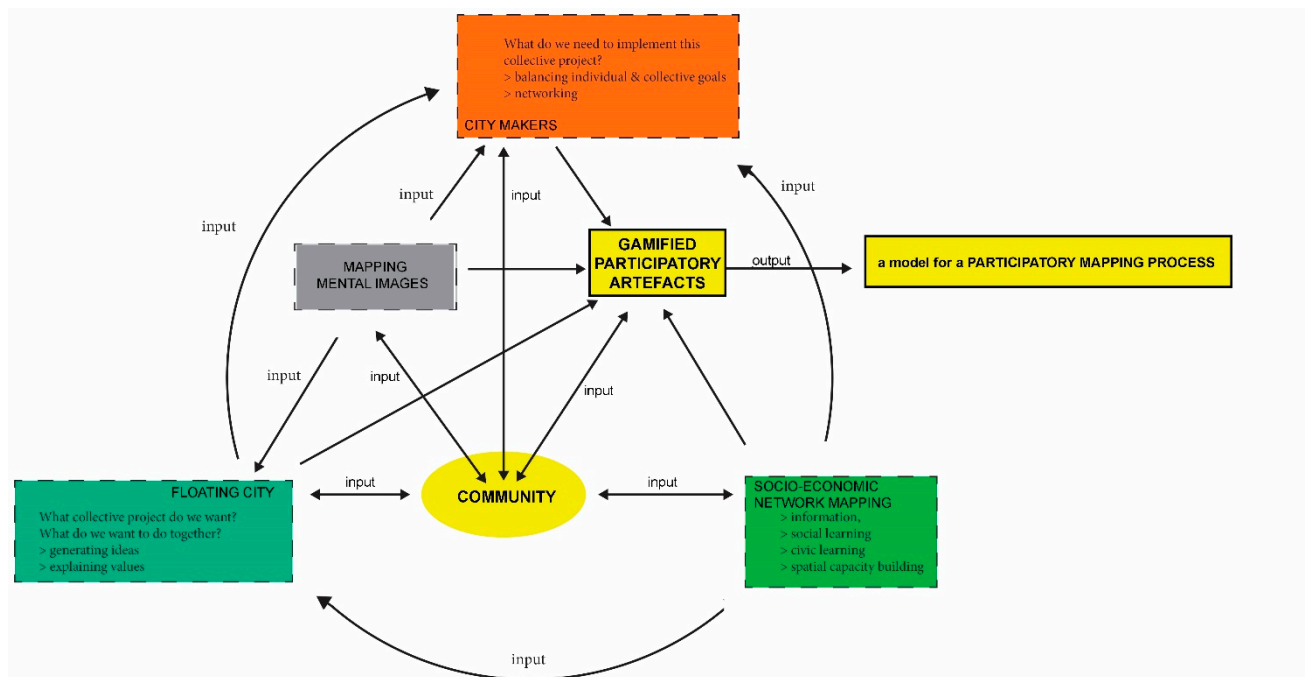 What do we need to implement this
collective project?
> balancing individual & collective goals
> networking
CITY MAKERS
input
input
input
input
MAPPING
MENTAL IMAGES
GAMIFIED
PARTICIPATORY
ARTEFACTS
output
a model for a PARTICIPATORY MAPPING PROCESS
input
input
input
FLOATING CITY
What collective project do we want?
What do we want to do together?
> generating ideas
> explaining values
input
COMMUNITY
input
SOCIO-ECONOMIC
NETWORK MAPPING
> information,
> social learning
> civic learning
> spatial capacity building
input